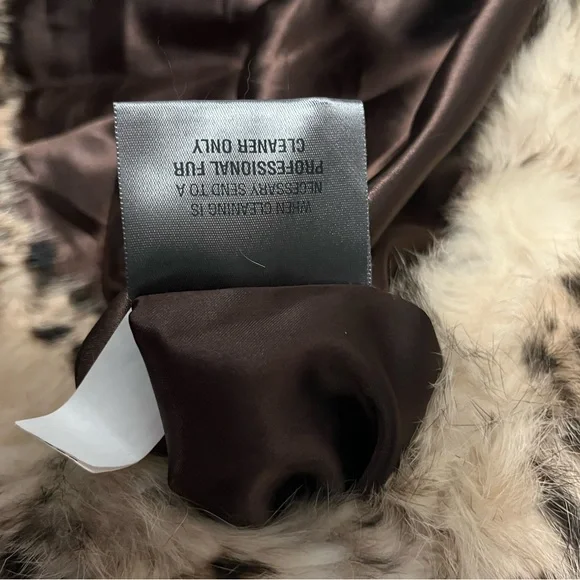 WHEN CLEANING IS
NECESSARY SEND TO A
PROFESSIONAL FUR
CLEANER ONLY